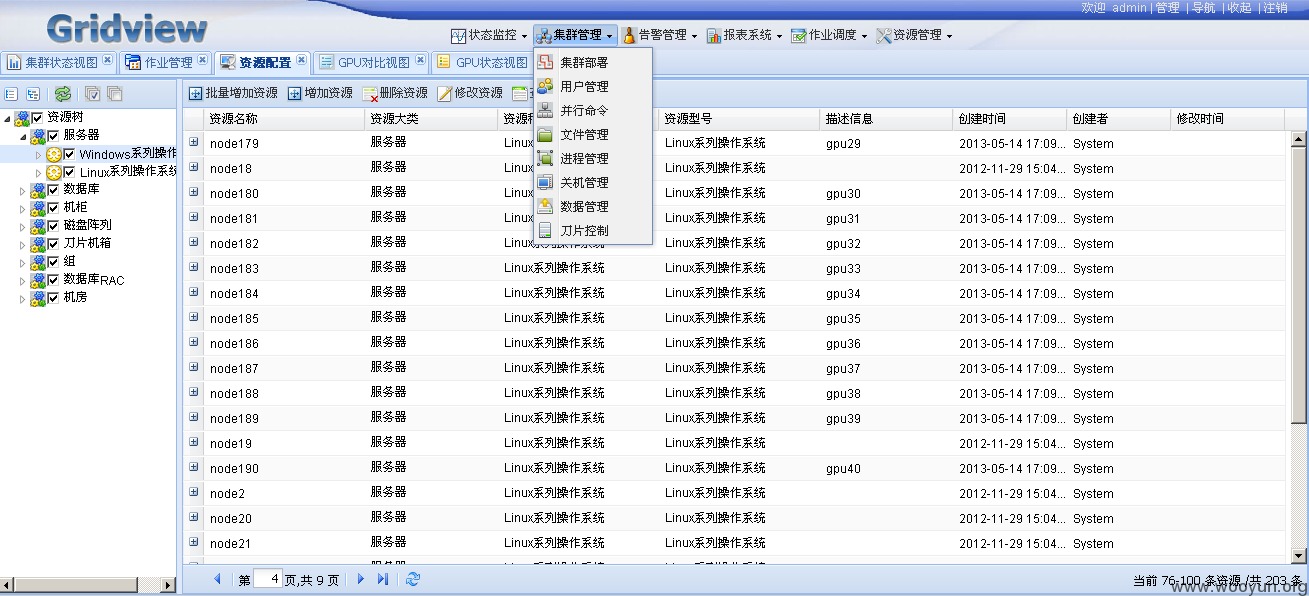 欢迎 admin | 管理 | 导航 | 收起 | 注销
Gridview
状态监控 集群管理 告警管理 报表系统 作业调度 资源管理
集群状态视图 作业管理 资源配置 GPU对比视图 GPU状态视图
集群部署
用户管理
并行命令
文件管理
进程管理
关机管理
数据管理
刀片控制
批量增加资源 增加资源 删除资源 修改资源
资源树
服务器
Windows系列操作
Linux系列操作系统
数据库
机柜
磁盘阵列
刀片机箱
组
数据库RAC
机房
资源名称 资源大类 资源 资源型号 描述信息 创建时间 创建者 修改时间
node179 服务器 Linux Linux系列操作系统 gpu29 2013-05-14 17:09... System
node18 服务器 Linux Linux系列操作系统 2012-11-29 15:04... System
node180 服务器 Linux Linux系列操作系统 gpu30 2013-05-14 17:09... System
node181 服务器 Linux Linux系列操作系统 gpu31 2013-05-14 17:09... System
node182 服务器 Linux系列操作系统 Linux系列操作系统 gpu32 2013-05-14 17:09... System
node183 服务器 Linux系列操作系统 Linux系列操作系统 gpu33 2013-05-14 17:09... System
node184 服务器 Linux系列操作系统 Linux系列操作系统 gpu34 2013-05-14 17:09... System
node185 服务器 Linux系列操作系统 Linux系列操作系统 gpu35 2013-05-14 17:09... System
node186 服务器 Linux系列操作系统 Linux系列操作系统 gpu36 2013-05-14 17:09... System
node187 服务器 Linux系列操作系统 Linux系列操作系统 gpu37 2013-05-14 17:09... System
node188 服务器 Linux系列操作系统 Linux系列操作系统 gpu38 2013-05-14 17:09... System
node189 服务器 Linux系列操作系统 Linux系列操作系统 gpu39 2013-05-14 17:09... System
node19 服务器 Linux系列操作系统 Linux系列操作系统 2012-11-29 15:04... System
node190 服务器 Linux系列操作系统 Linux系列操作系统 gpu40 2013-05-14 17:09... System
node2 服务器 Linux系列操作系统 Linux系列操作系统 2012-11-29 15:04... System
node20 服务器 Linux系列操作系统 Linux系列操作系统 2012-11-29 15:04... System
node21 服务器 Linux系列操作系统 Linux系列操作系统 2012-11-29 15:04... System
第 4 页,共 9 页
当前 76-100 条资源 /共 203 条
www.wooyun.org